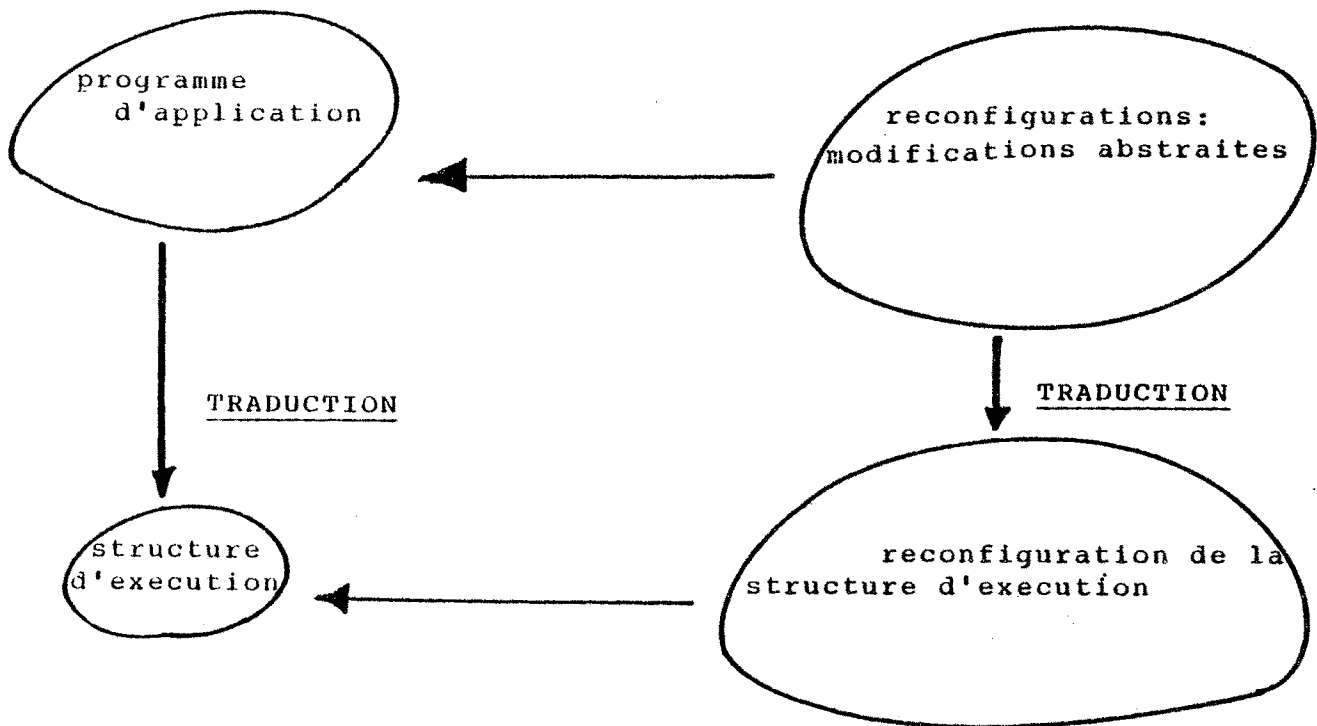 programme
d'application
reconfigurations:
modifications abstraites
TRADUCTION
TRADUCTION
structure
d'execution
reconfiguration de la
structure d'execution